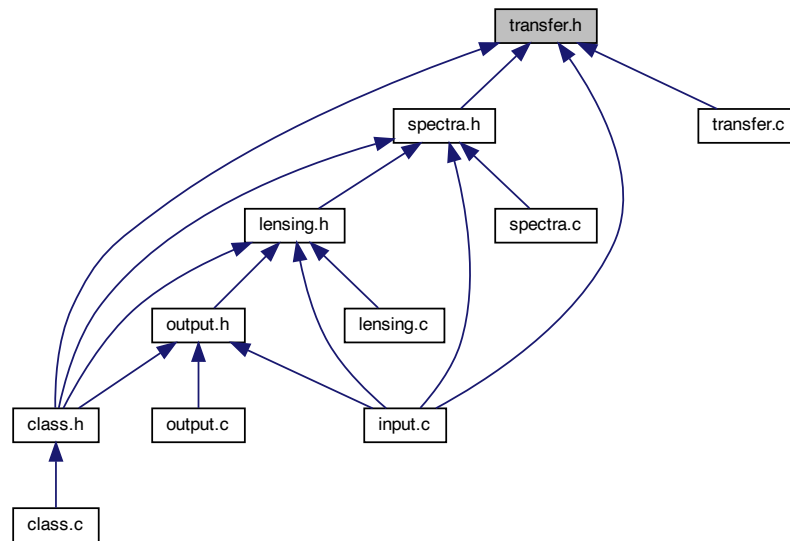 transfer.h
spectra.h
transfer.c
lensing.h
spectra.c
output.h
lensing.c
class.h
output.c
input.c
class.c